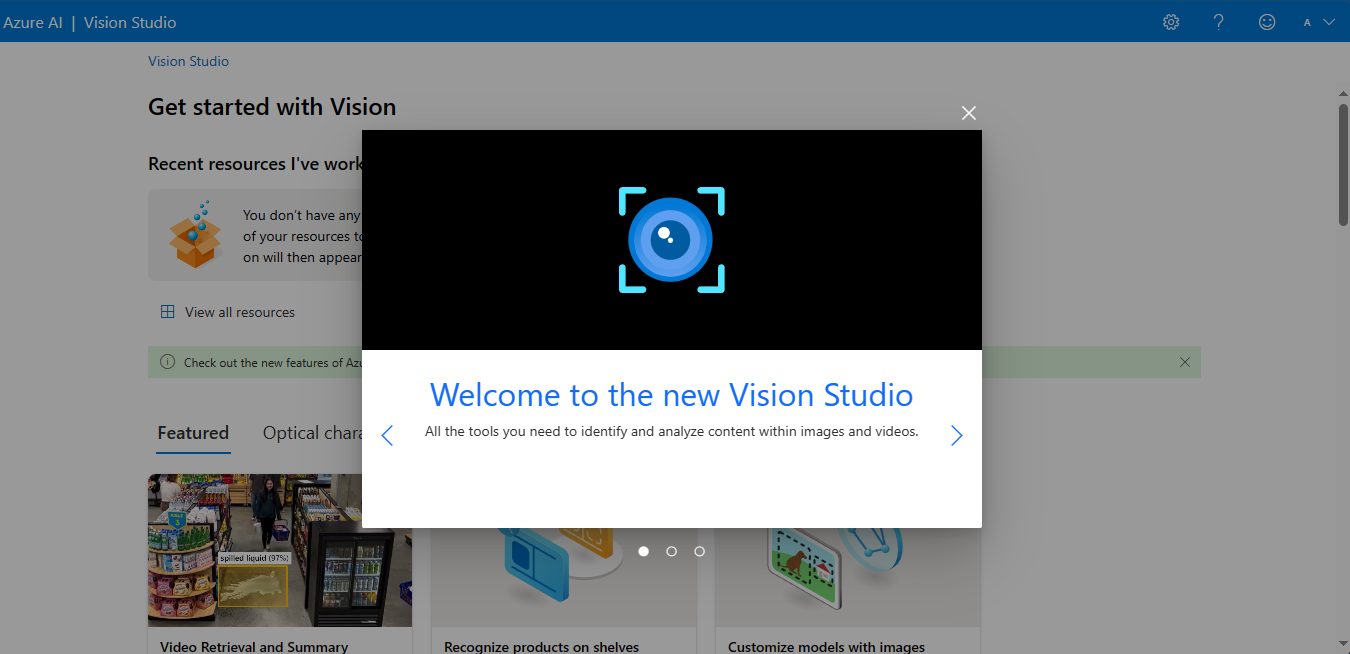 Azure AI | Vision Studio
A
Vision Studio
Get started with Vision
Recent resources I've work
You don't have any
of your resources to
on will then appear
View all resources
Check out the new features of Azu
Welcome to the new Vision Studio
All the tools you need to identify and analyze content within images and videos.
Featured
Optical chara
spilled liquid (97%)
Video Retrieval and Summary
Recognize products on shelves
Customize models with images